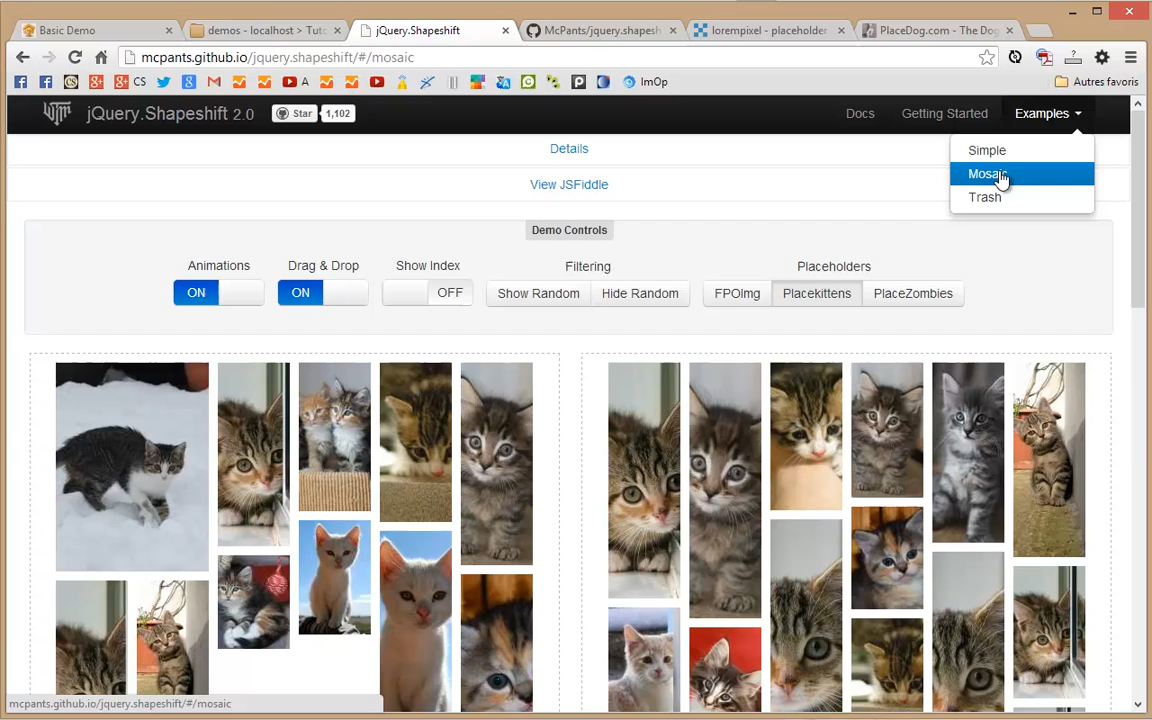 Basic Demo
demos - localhost > Tuto
jQuery.Shapeshift
McPants/jquery.shapesh
lorempixel - placeholder
PlaceDog.com - The Dog
mcpants.github.io/jquery.shapeshift/#/mosaic
A
CS
ImOp
Autres favoris
jQuery.Shapeshift 2.0
Star
1,102
Docs
Getting Started
Examples
Details
Simple
View JSFiddle
Mosaic
Trash
Demo Controls
Animations
Drag & Drop
Show Index
Filtering
Placeholders
ON
ON
OFF
Show Random
Hide Random
FPOImg
Placekittens
PlaceZombies
mcpants.github.io/jquery.shapeshift/#/mosaic